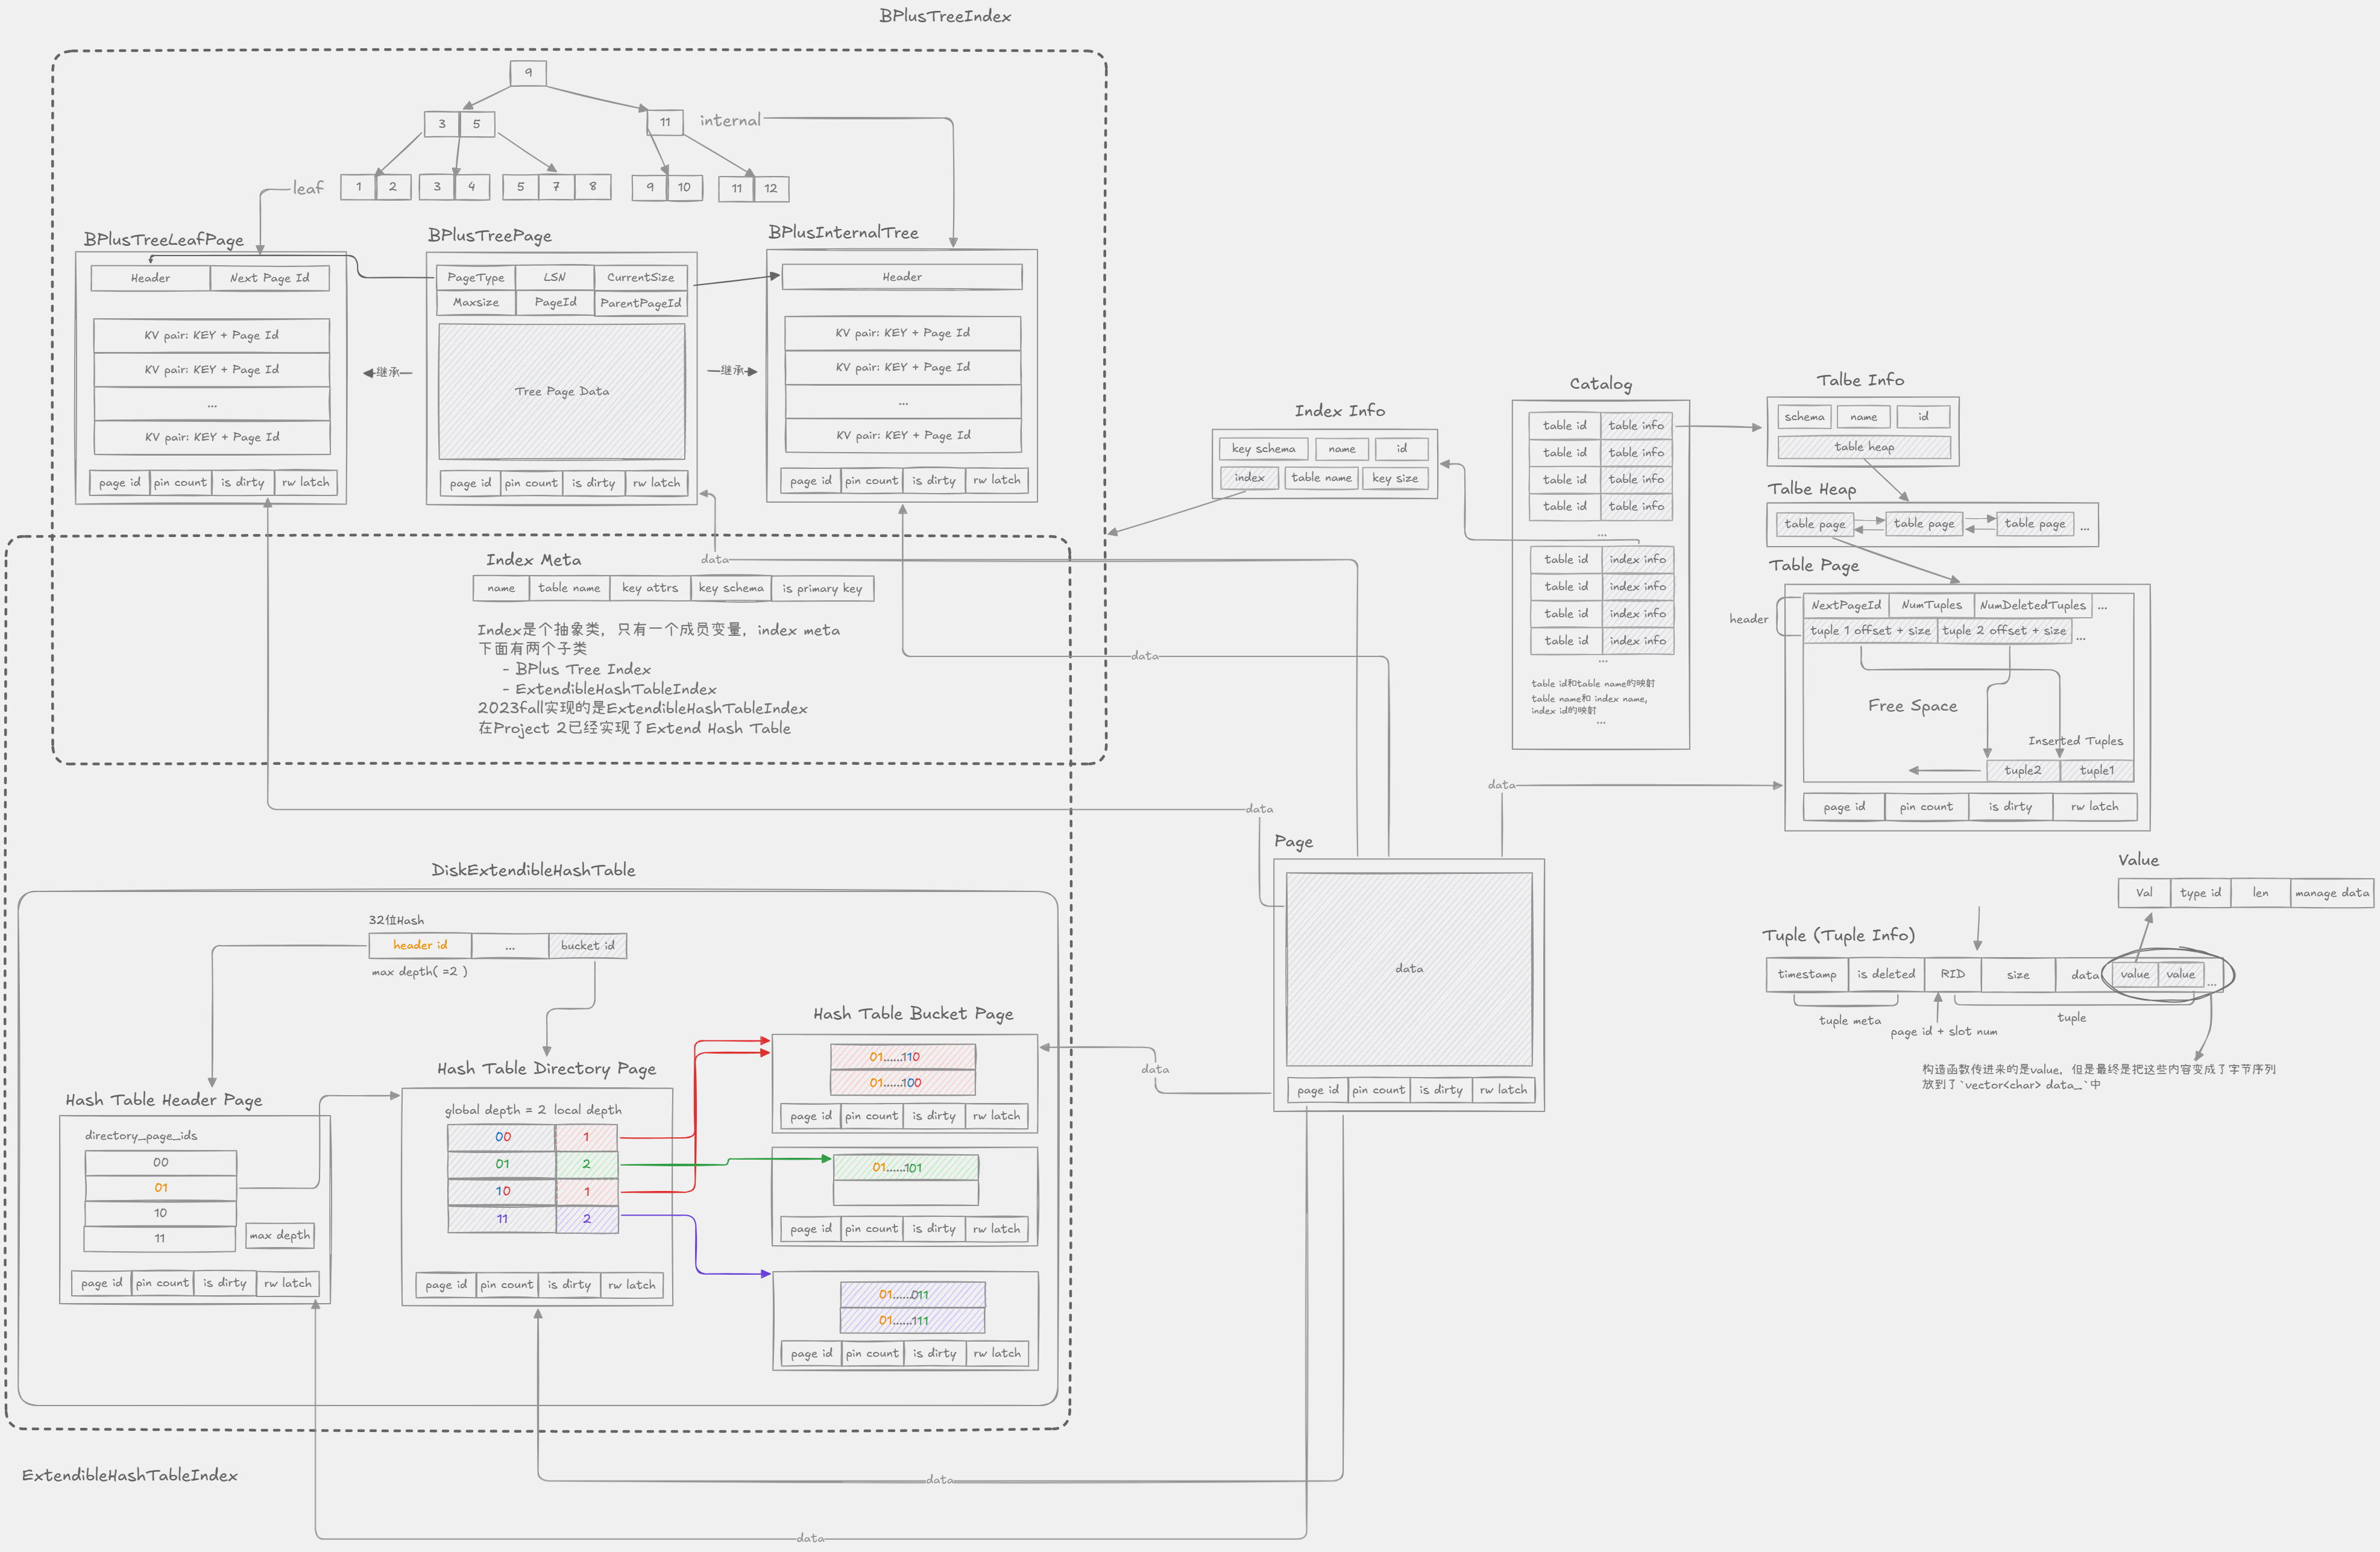 BPlusTreeIndex
9
3 5
11
internal
leaf
1 2
3 4
5 7 8
9 10
11 12
BPlusTreeLeafPage
Header Next Page Id
KV pair: KEY + Page Id
KV pair: KEY + Page Id
...
KV pair: KEY + Page Id
page id pin count is dirty rw latch
继承
BPlusTreePage
PageType LSN CurrentSize
Maxsize PageId ParentPageId
Tree Page Data
page id pin count is dirty rw latch
继承
BPlusInternalTree
Header
KV pair: KEY + Page Id
KV pair: KEY + Page Id
...
KV pair: KEY + Page Id
page id pin count is dirty rw latch
Index Meta
data
name table name key attrs key schema is primary key
Index是个抽象类，只有一个成员变量，index meta
下面有两个子类
- BPlus Tree Index
- ExtendibleHashTableIndex
2023fall实现的是ExtendibleHashTableIndex
在Project 2已经实现了Extend Hash Table
data
data
Index Info
key schema name id
index table name key size
Catalog
table id table info
table id table info
table id table info
table id table info
...
table id index info
table id index info
table id index info
table id index info
...
table id和table name的映射
table name和 index name,
index id的映射
...
Talbe Info
schema name id
table heap
Talbe Heap
table page table page table page ...
Table Page
header
NextPageId NumTuples NumDeletedTuples ...
tuple 1 offset + size tuple 2 offset + size ...
Free Space
Inserted Tuples
tuple2 tuple1
page id pin count is dirty rw latch
data
Page
data
page id pin count is dirty rw latch
Value
Val type id len manage data
Tuple (Tuple Info)
timestamp is deleted RID size data value value ...
tuple meta
page id + slot num
tuple
构造函数传进来的是value，但是最终是把这些内容变成了字节序列
放到了`vector<char> data_`中
DiskExtendibleHashTable
32位Hash
header id ... bucket id
max depth( =2 )
Hash Table Header Page
directory_page_ids
00
01
10
11
max depth
page id pin count is dirty rw latch
Hash Table Directory Page
global depth = 2 local depth
00 1
01 2
10 1
11 2
page id pin count is dirty rw latch
Hash Table Bucket Page
01......110
01......100
page id pin count is dirty rw latch
01......101
page id pin count is dirty rw latch
01......011
01......111
page id pin count is dirty rw latch
data
ExtendibleHashTableIndex
data
data